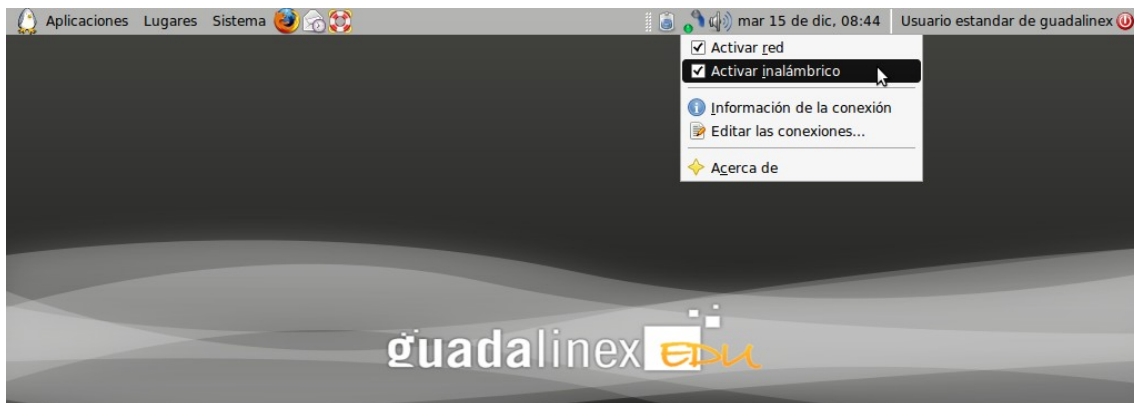 Aplicaciones Lugares Sistema mar 15 de dic, 08:44 Usuario estandar de guadalinex
Activar red
Activar inalámbrico
Información de la conexión
Editar las conexiones...
Acerca de
guadalinex EDU